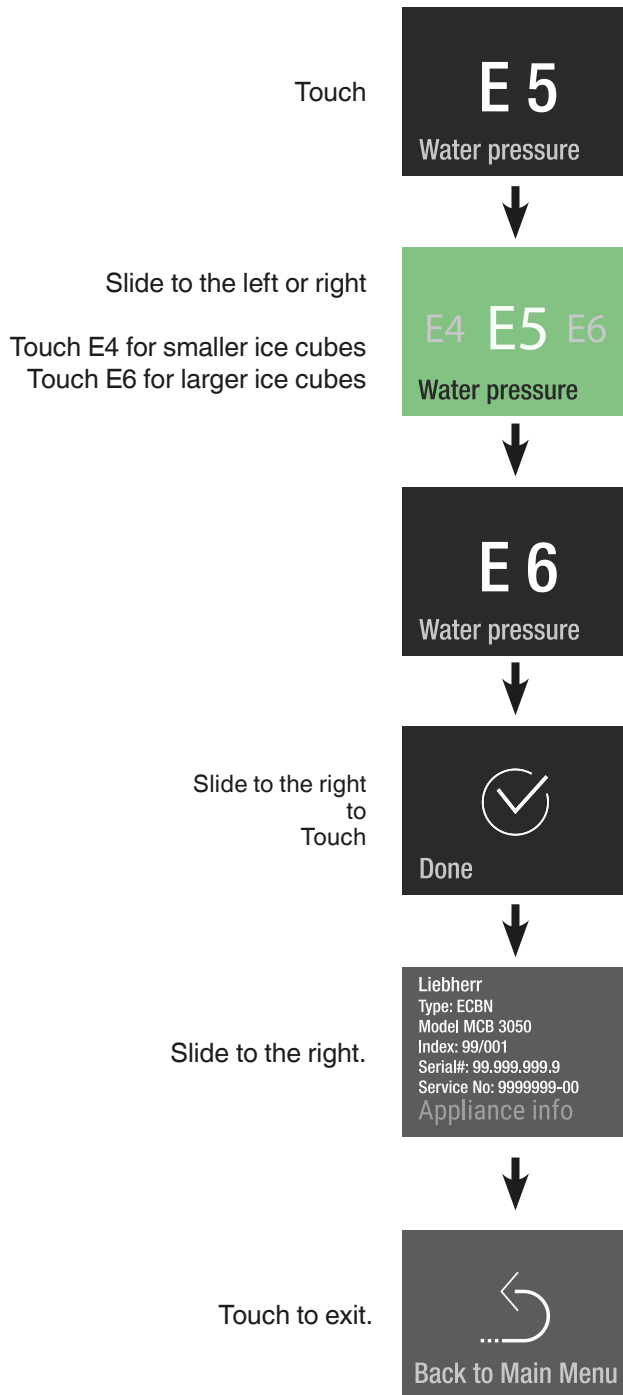 Touch
E 5
Water pressure
Slide to the left or right
Touch E4 for smaller ice cubes
Touch E6 for larger ice cubes
E4 E5 E6
Water pressure
E 6
Water pressure
Slide to the right
to
Touch
Done
Slide to the right.
Liebherr
Type: ECBN
Model MCB 3050
Index: 99/001
Serial#: 99.999.999.9
Service No: 9999999-00
Appliance info
Touch to exit.
Back to Main Menu